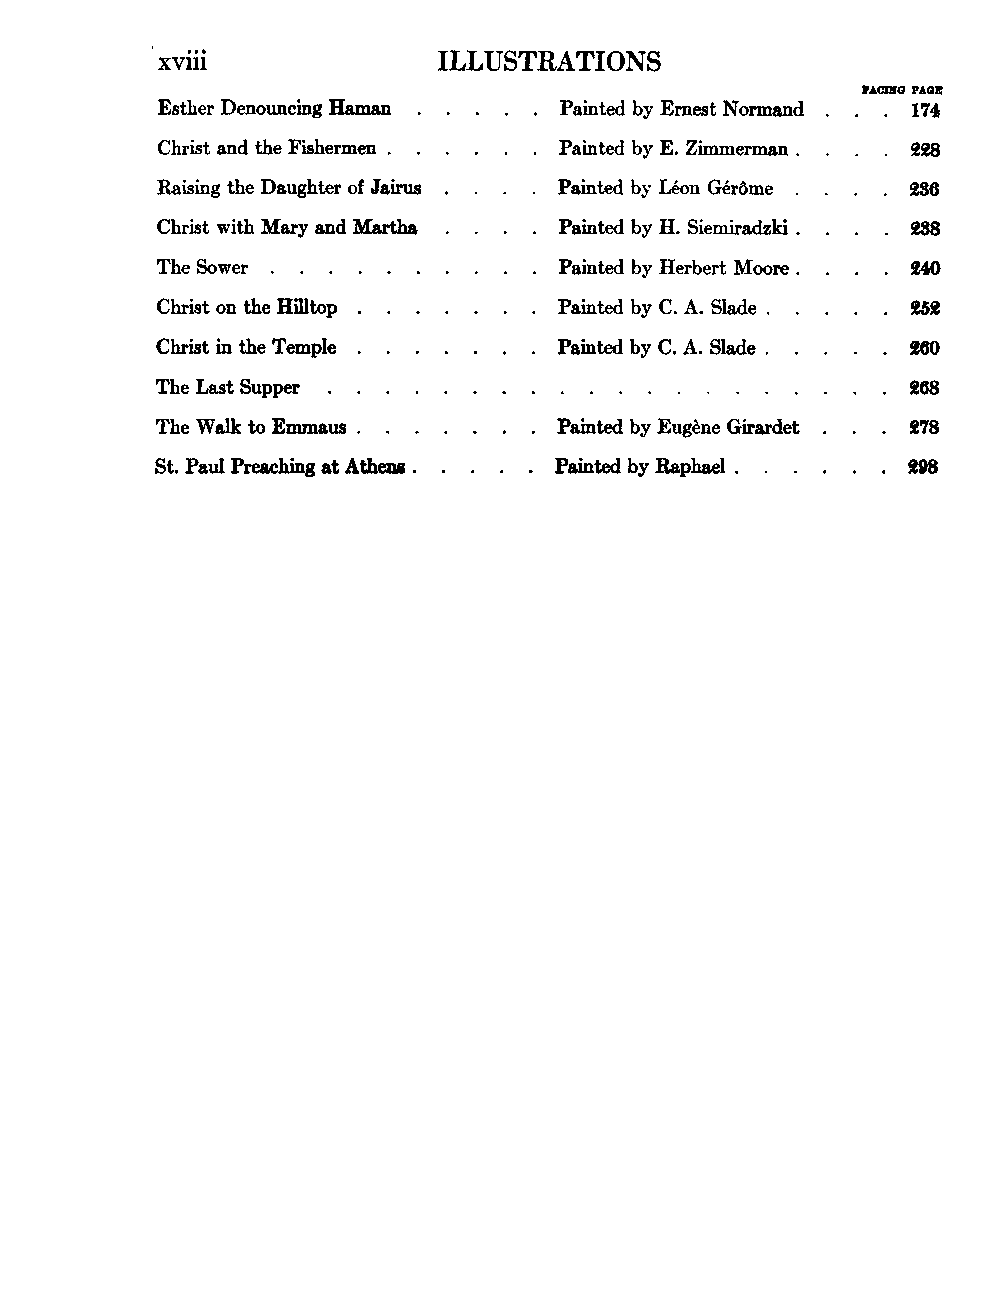 xviii ILLUSTRATIONS
FACING PAGE
Esther Denouncing Haman . . . . . Painted by Ernest Normand . . . 174
Christ and the Fishermen . . . . . . Painted by E. Zimmerman . . . . 228
Raising the Daughter of Jairus . . . . Painted by Léon Gérôme . . . . 236
Christ with Mary and Martha . . . . Painted by H. Siemiradzki . . . . 238
The Sower . . . . . . . . . . Painted by Herbert Moore . . . . 240
Christ on the Hilltop . . . . . . . Painted by C. A. Slade . . . . . 252
Christ in the Temple . . . . . . . Painted by C. A. Slade . . . . . 260
The Last Supper . . . . . . . . . . . . . . . . . . . . 268
The Walk to Emmaus . . . . . . . Painted by Eugène Girardet . . . 278
St. Paul Preaching at Athens . . . . . Painted by Raphael . . . . . . 298